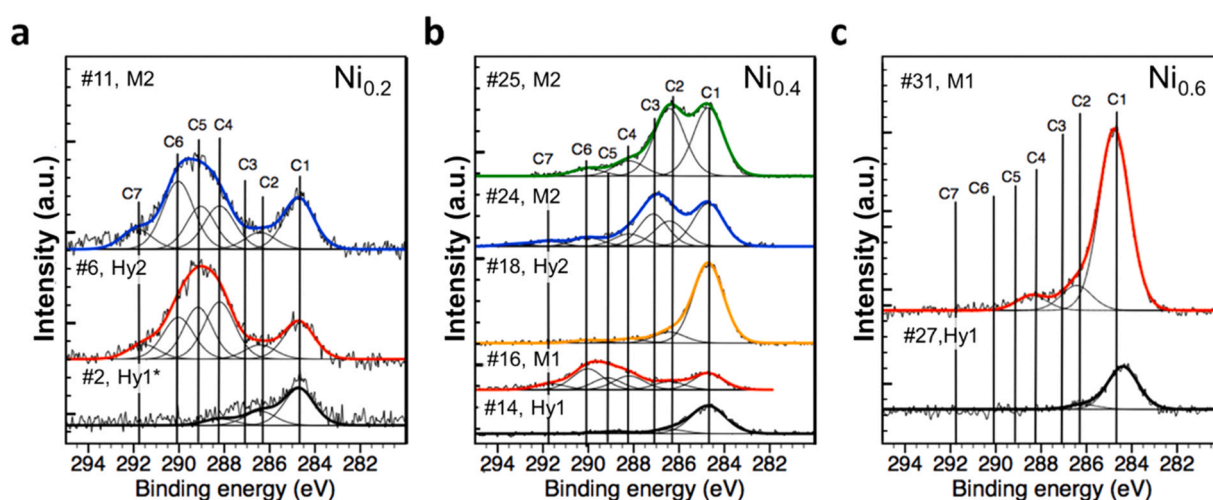 a
#11, M2
Ni0.2
C7
C6
C5
C4
C3
C2
C1
#6, Hy2
#2, Hy1*
Intensity (a.u.)
294 292 290 288 286 284 282
Binding energy (eV)
b
#25, M2
Ni0.4
C7
C6
C5
C4
C3
C2
C1
#24, M2
#18, Hy2
#16, M1
#14, Hy1
Intensity (a.u.)
294 292 290 288 286 284 282
Binding energy (eV)
c
#31, M1
Ni0.6
C7
C6
C5
C4
C3
C2
C1
#27,Hy1
Intensity (a.u.)
294 292 290 288 286 284 282
Binding energy (eV)